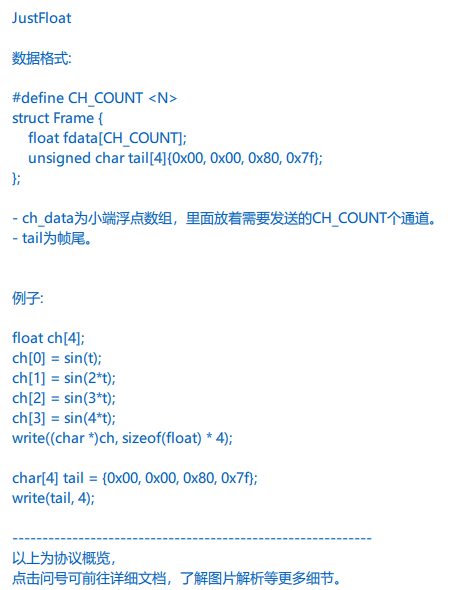 JustFloat
数据格式:
#define CH_COUNT <N>
struct Frame {
    float fdata[CH_COUNT];
    unsigned char tail[4]{0x00, 0x00, 0x80, 0x7f};
};
- ch_data为小端浮点数组，里面放着需要发送的CH_COUNT个通道。
- tail为帧尾。
例子:
float ch[4];
ch[0] = sin(t);
ch[1] = sin(2*t);
ch[2] = sin(3*t);
ch[3] = sin(4*t);
write((char *)ch, sizeof(float) * 4);
char[4] tail = {0x00, 0x00, 0x80, 0x7f};
write(tail, 4);
------------------------------------------------------------
以上为协议概览，
点击问号可前往详细文档，了解图片解析等更多细节。